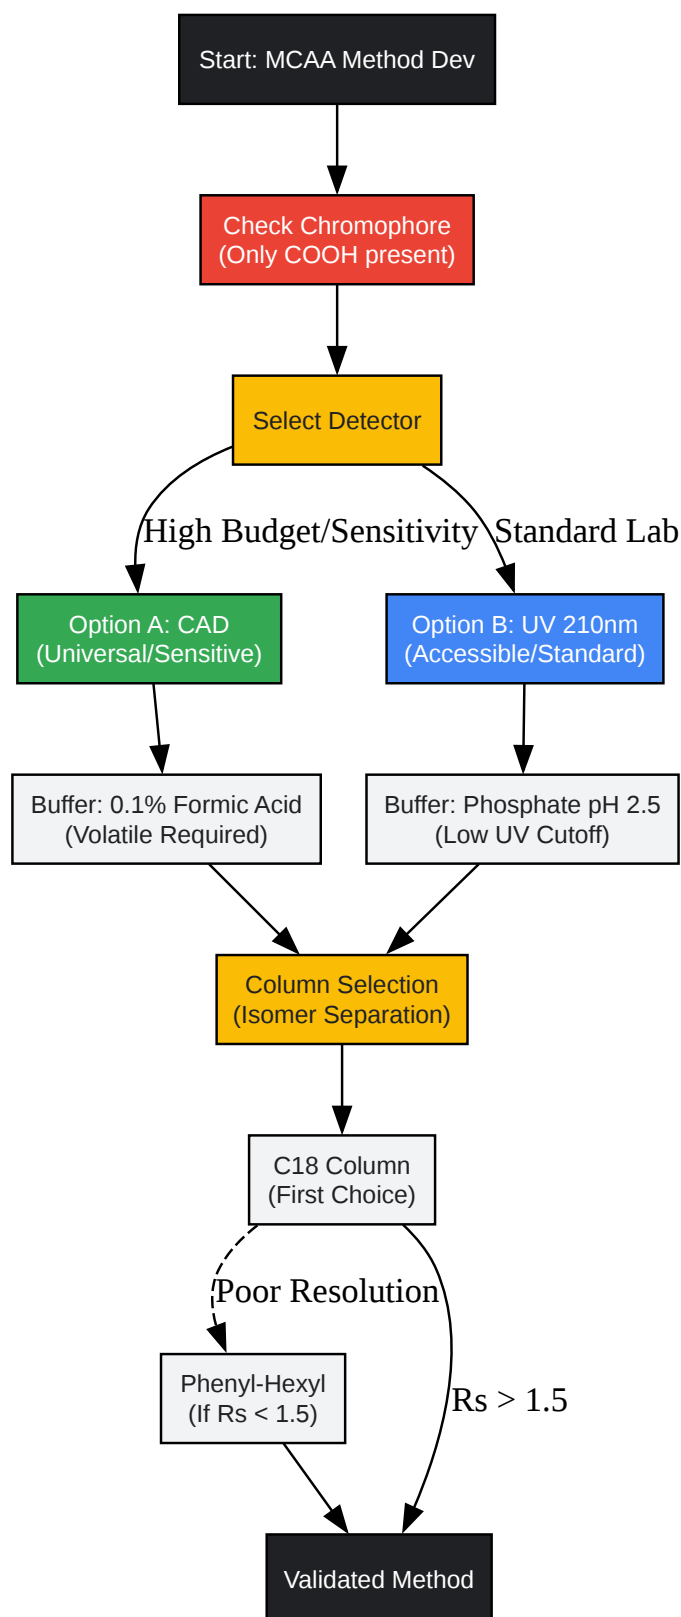 Start: MCAA Method Dev
Check Chromophore
(Only COOH present)
Select Detector
High Budget/Sensitivity
Standard Lab
Option A: CAD
(Universal/Sensitive)
Option B: UV 210nm
(Accessible/Standard)
Buffer: 0.1% Formic Acid
(Volatile Required)
Buffer: Phosphate pH 2.5
(Low UV Cutoff)
Column Selection
(Isomer Separation)
C18 Column
(First Choice)
Poor Resolution
Phenyl-Hexyl
(If Rs < 1.5)
Rs > 1.5
Validated Method